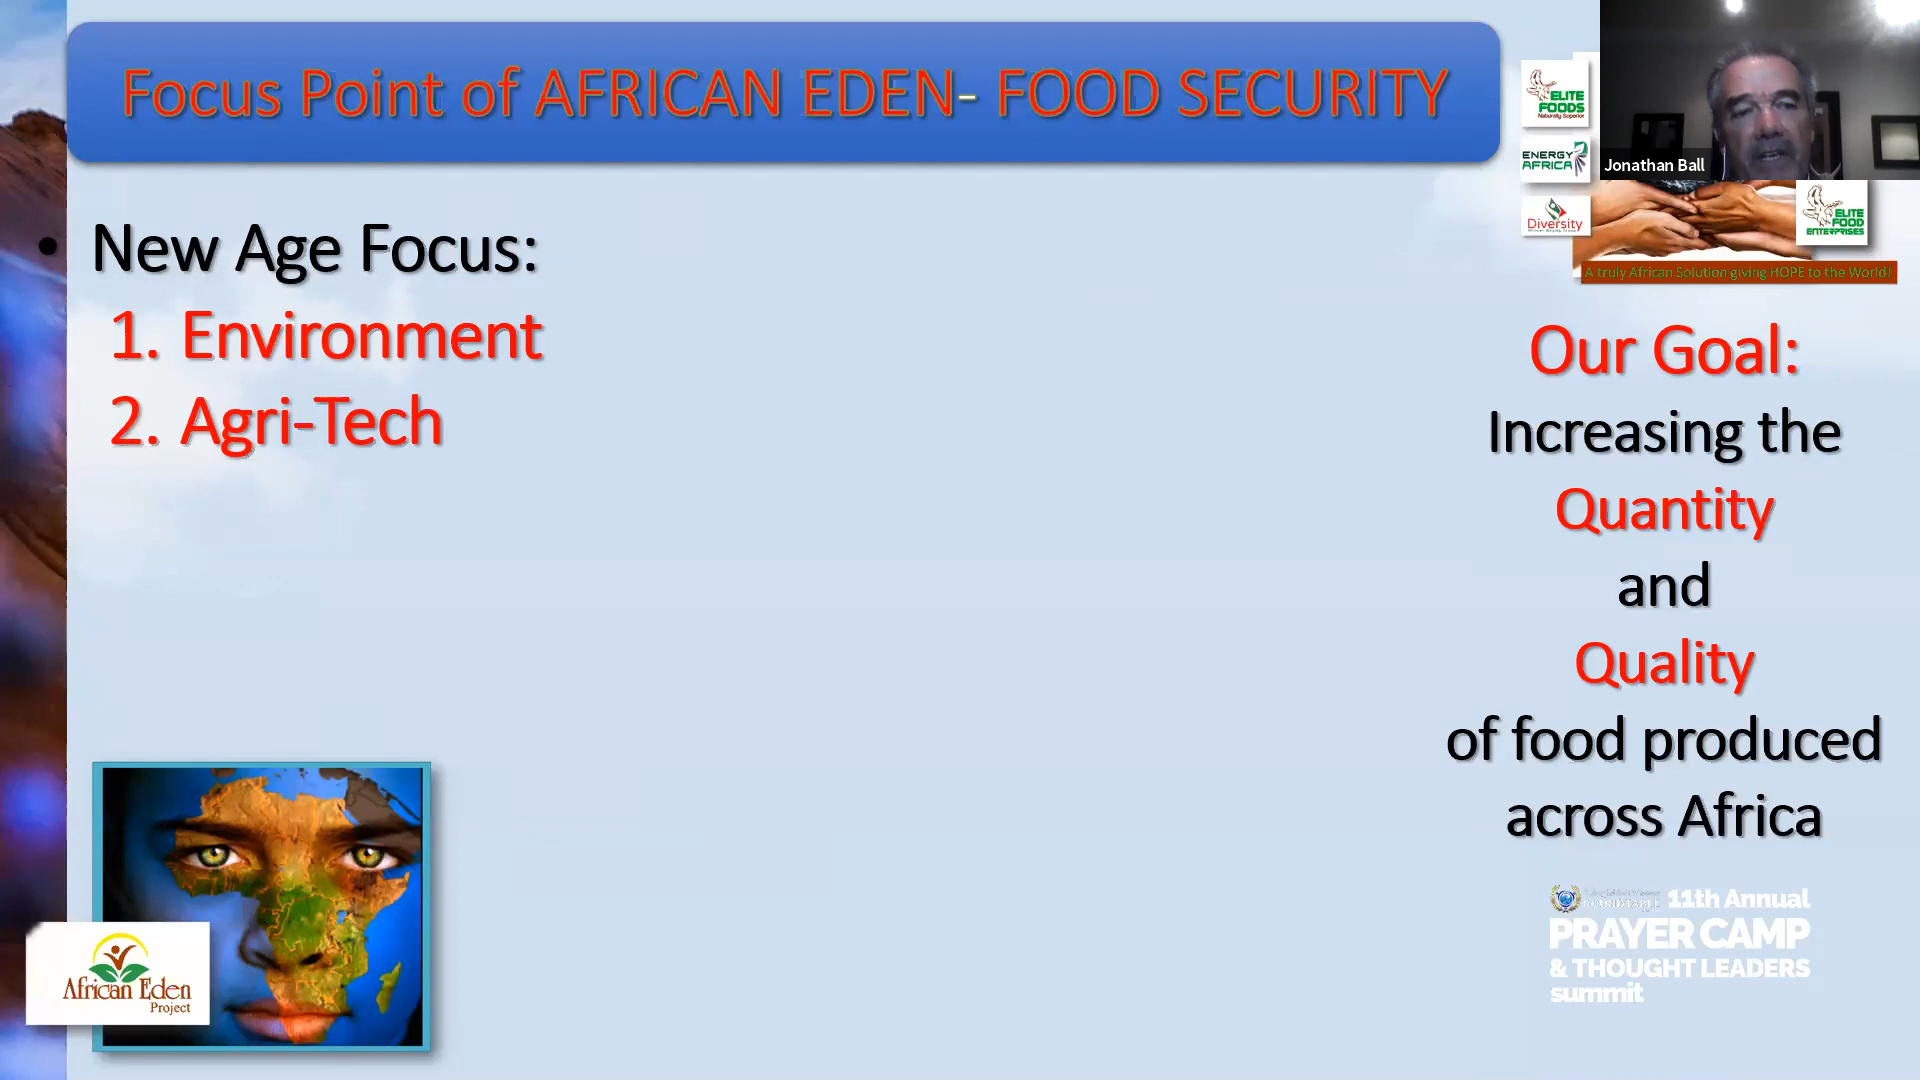 Focus Point of AFRICAN EDEN- FOOD SECURITY
• New Age Focus:
1. Environment
2. Agri-Tech
ELITE
FOODS
Naturally Superior
ENERGY
AFRICA
Diversity
Jonathan Ball
ELITE
FOOD
ENTERPRISES
A truly African Solution giving HOPE to the World!
Our Goal:
Increasing the
Quantity
and
Quality
of food produced
across Africa
African Eden
Project
ROUNDTABLE
11th Annual
PRAYER CAMP
& THOUGHT LEADERS
summit